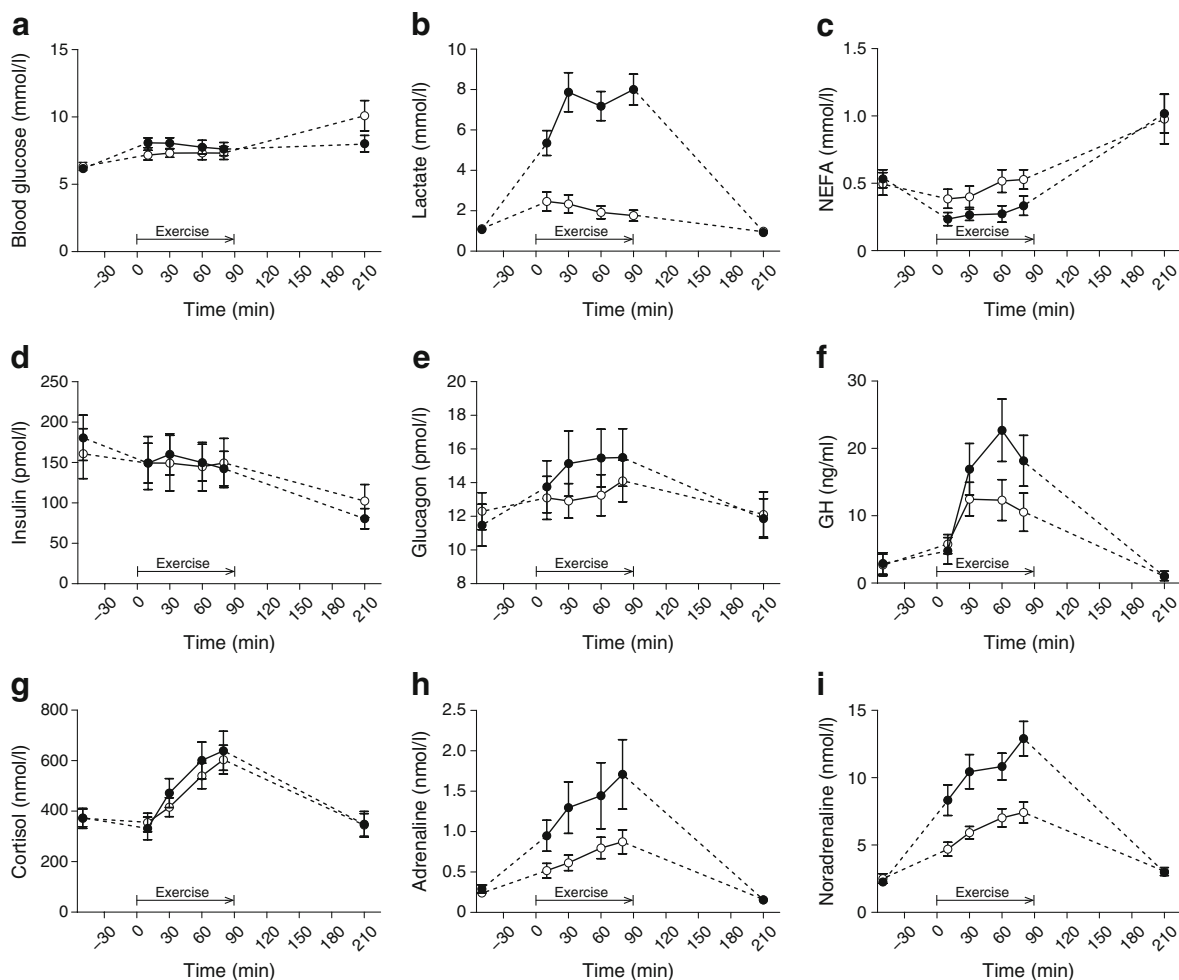 a
Blood glucose (mmol/l)
15
10
5
0
Exercise
−30 0 30 60 90 120 150 180 210
Time (min)
b
Lactate (mmol/l)
10
8
6
4
2
0
Exercise
−30 0 30 60 90 120 150 180 210
Time (min)
c
NEFA (mmol/l)
1.5
1.0
0.5
0
Exercise
−30 0 30 60 90 120 150 180 210
Time (min)
d
Insulin (pmol/l)
250
200
150
100
50
0
Exercise
−30 0 30 60 90 120 150 180 210
Time (min)
e
Glucagon (pmol/l)
20
18
16
14
12
10
8
Exercise
−30 0 30 60 90 120 150 180 210
Time (min)
f
GH (ng/ml)
30
20
10
0
Exercise
−30 0 30 60 90 120 150 180 210
Time (min)
g
Cortisol (nmol/l)
800
600
400
200
0
Exercise
−30 0 30 60 90 120 150 180 210
Time (min)
h
Adrenaline (nmol/l)
2.5
2.0
1.5
1.0
0.5
0
Exercise
−30 0 30 60 90 120 150 180 210
Time (min)
i
Noradrenaline (nmol/l)
15
10
5
0
Exercise
−30 0 30 60 90 120 150 180 210
Time (min)